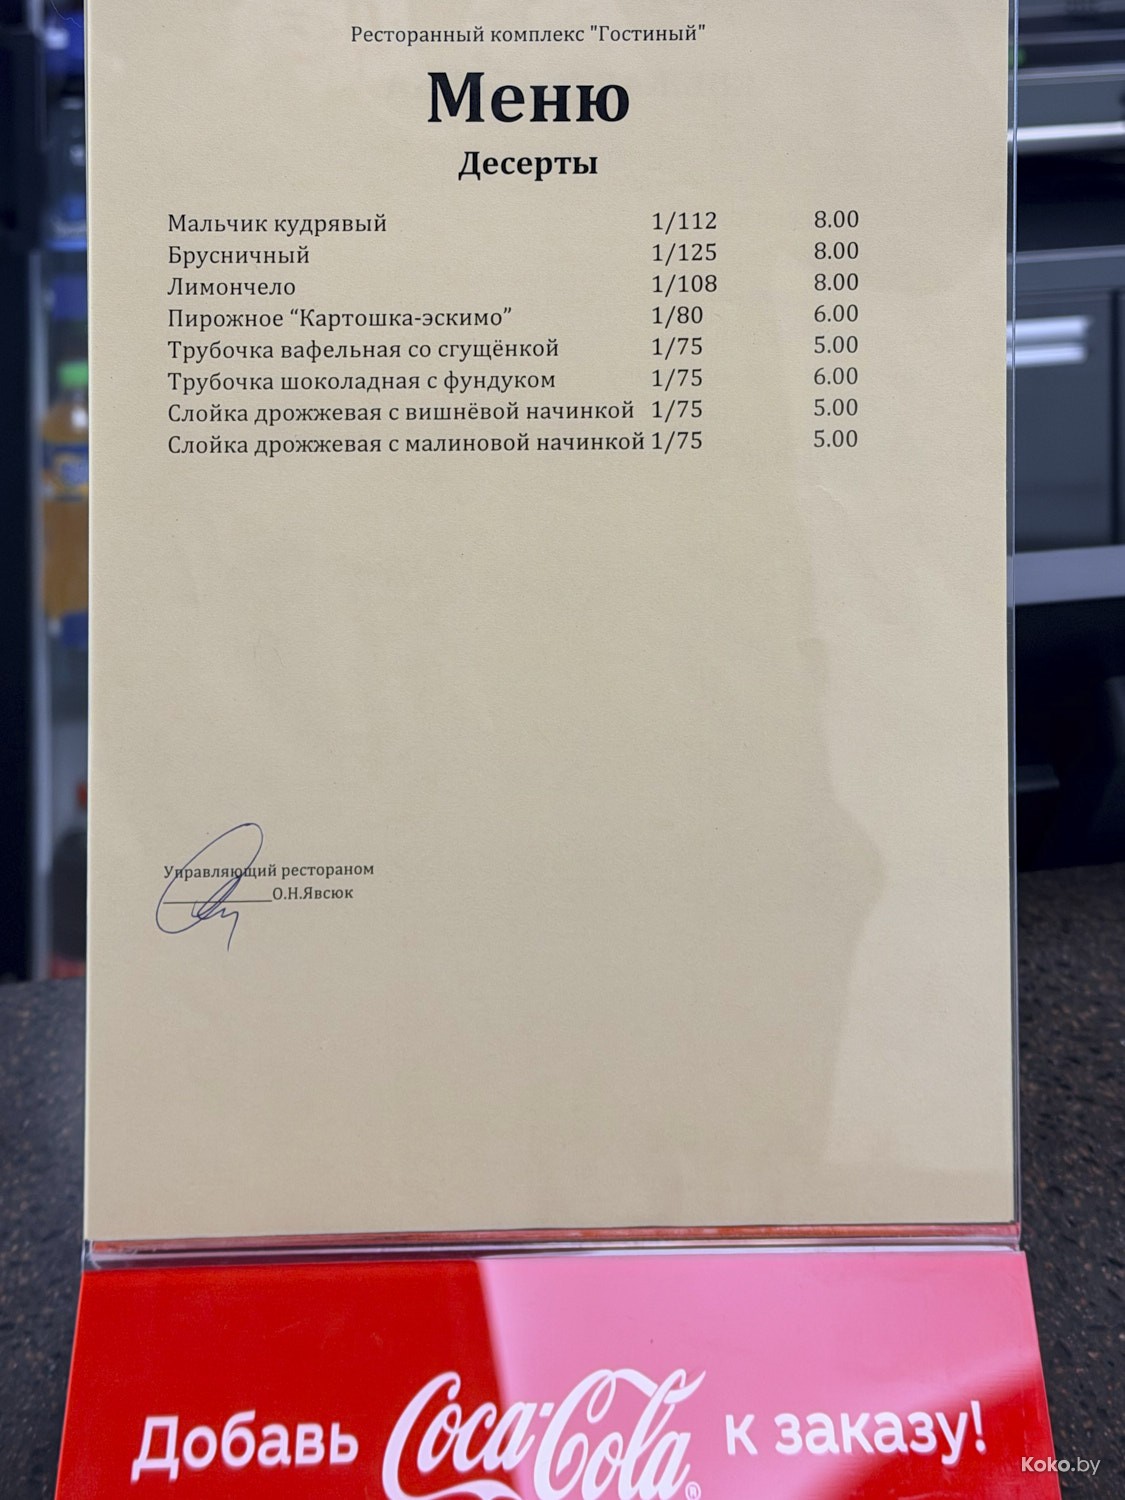 Ресторанный комплекс "Гостиный"
Меню
Десерты
Мальчик кудрявый 1/112 8.00
Брусничный 1/125 8.00
Лимончело 1/108 8.00
Пирожное “Картошка-эскимо” 1/80 6.00
Трубочка вафельная со сгущёнкой 1/75 5.00
Трубочка шоколадная с фундуком 1/75 6.00
Слойка дрожжевая с вишнёвой начинкой 1/75 5.00
Слойка дрожжевая с малиновой начинкой 1/75 5.00
Управляющий рестораном
____________О.Н.Явсюк
Добавь Coca-Cola® к заказу!
Koko.by